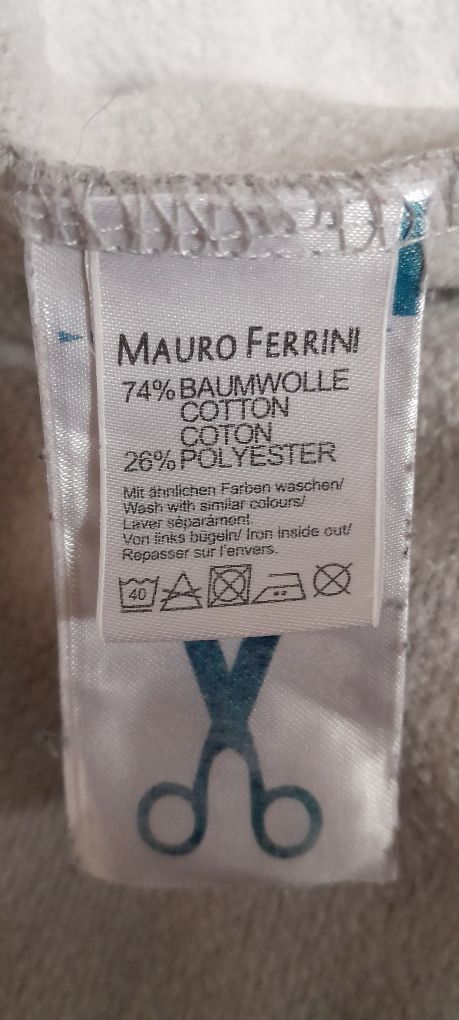 MAURO FERRINI
74% BAUMWOLLE
COTTON
COTON
26% POLYESTER
Mit ähnlichen Farben waschen/
Wash with similar colours/
Laver séparément.
Von links bügeln/ Iron inside out/
Repasser sur l'envers.
40